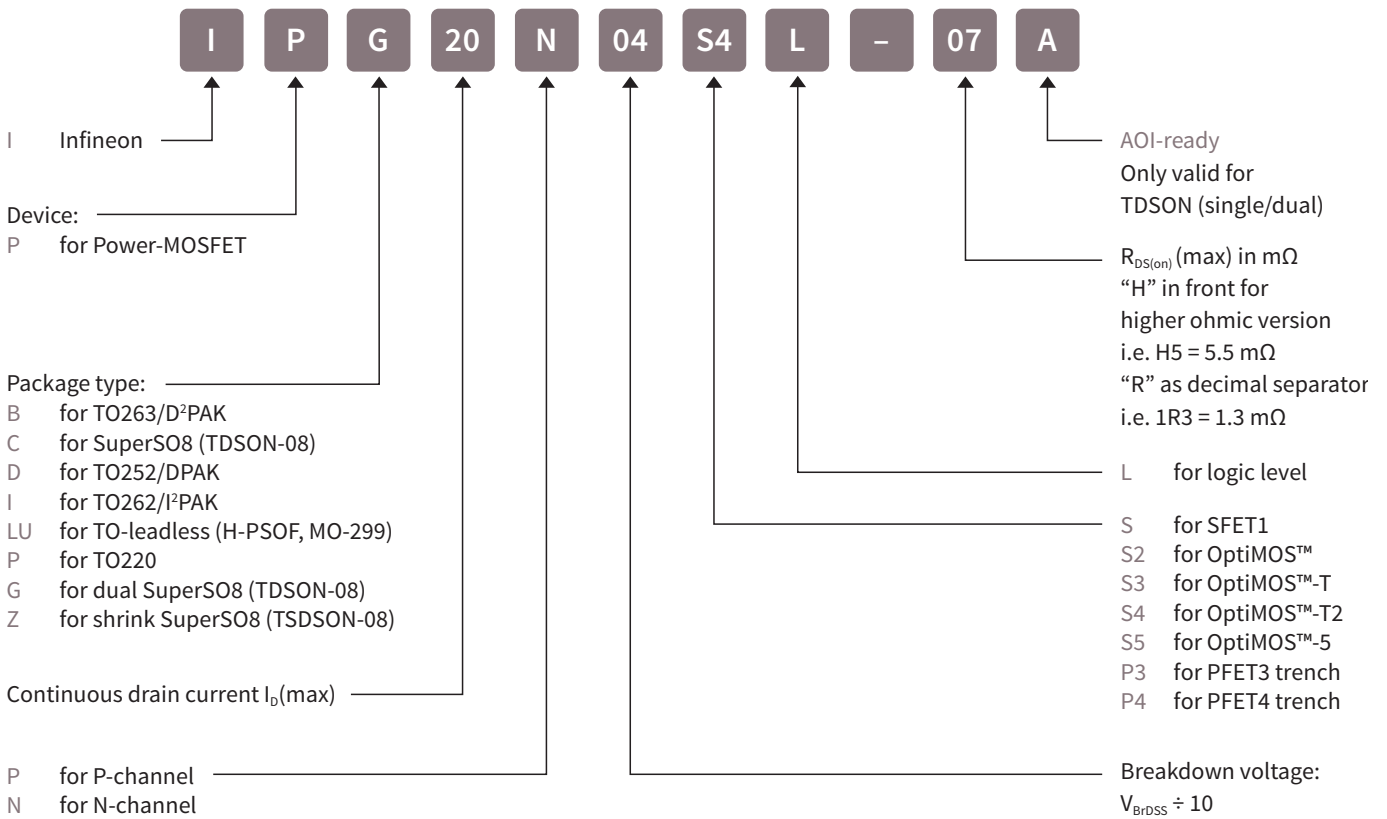 I P G 20 N 04 S4 L – 07 A
I Infineon
Device:
P for Power-MOSFET
Package type:
B for TO263/D²PAK
C for SuperSO8 (TDSON-08)
D for TO252/DPAK
I for TO262/I²PAK
LU for TO-leadless (H-PSOF, MO-299)
P for TO220
G for dual SuperSO8 (TDSON-08)
Z for shrink SuperSO8 (TSDSON-08)
Continuous drain current I_D(max)
P for P-channel
N for N-channel
AOI-ready
Only valid for
TDSON (single/dual)
R_DS(on) (max) in mΩ
“H” in front for
higher ohmic version
i.e. H5 = 5.5 mΩ
“R” as decimal separator
i.e. 1R3 = 1.3 mΩ
L for logic level
S for SFET1
S2 for OptiMOS™
S3 for OptiMOS™-T
S4 for OptiMOS™-T2
S5 for OptiMOS™-5
P3 for PFET3 trench
P4 for PFET4 trench
Breakdown voltage:
V_BrDSS ÷ 10